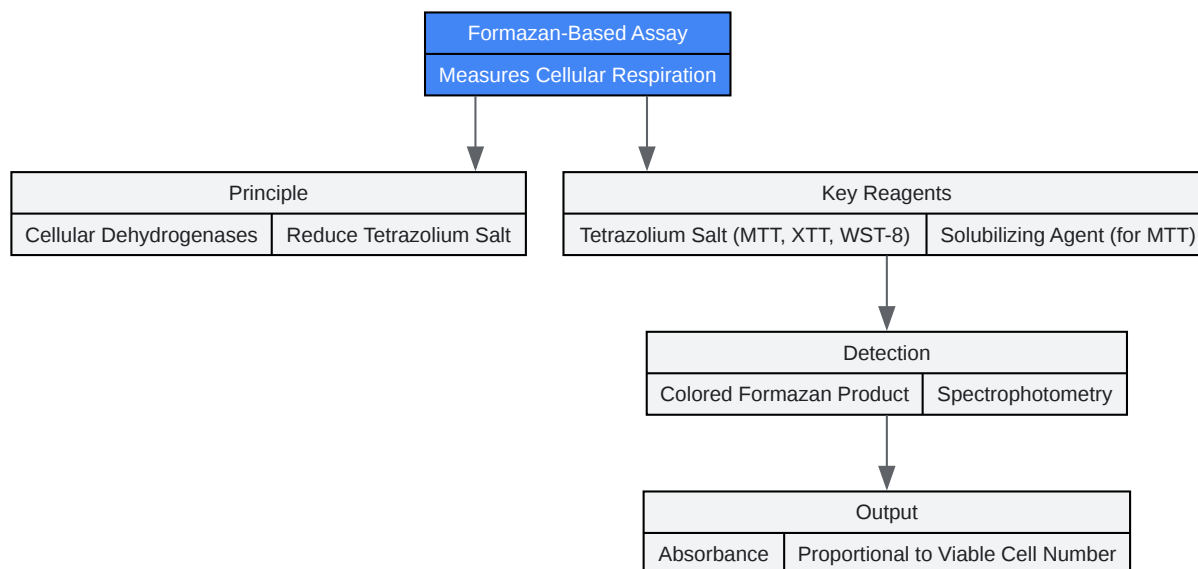 Formazan-Based Assay
Measures Cellular Respiration
Principle
Cellular Dehydrogenases
Reduce Tetrazolium Salt
Key Reagents
Tetrazolium Salt (MTT, XTT, WST-8)
Solubilizing Agent (for MTT)
Detection
Colored Formazan Product
Spectrophotometry
Output
Absorbance
Proportional to Viable Cell Number